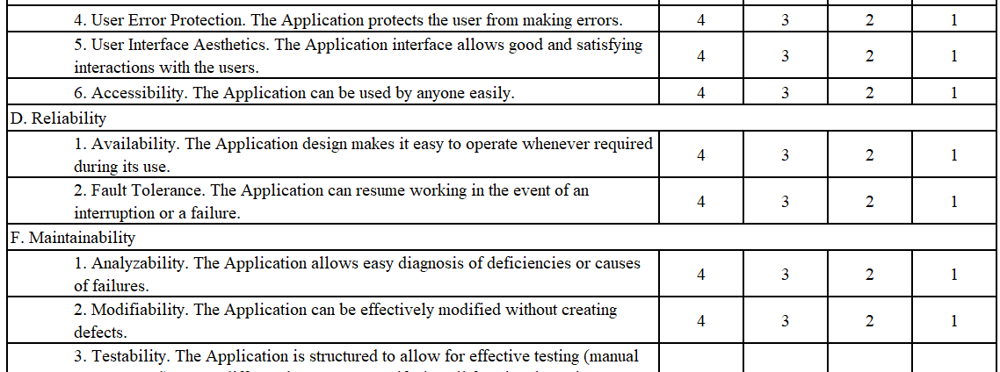 4. User Error Protection. The Application protects the user from making errors. 4 3 2 1
5. User Interface Aesthetics. The Application interface allows good and satisfying
interactions with the users. 4 3 2 1
6. Accessibility. The Application can be used by anyone easily. 4 3 2 1
D. Reliability
1. Availability. The Application design makes it easy to operate whenever required
during its use. 4 3 2 1
2. Fault Tolerance. The Application can resume working in the event of an
interruption or a failure. 4 3 2 1
F. Maintainability
1. Analyzability. The Application allows easy diagnosis of deficiencies or causes
of failures. 4 3 2 1
2. Modifiability. The Application can be effectively modified without creating
defects. 4 3 2 1
3. Testability. The Application is structured to allow for effective testing (manual